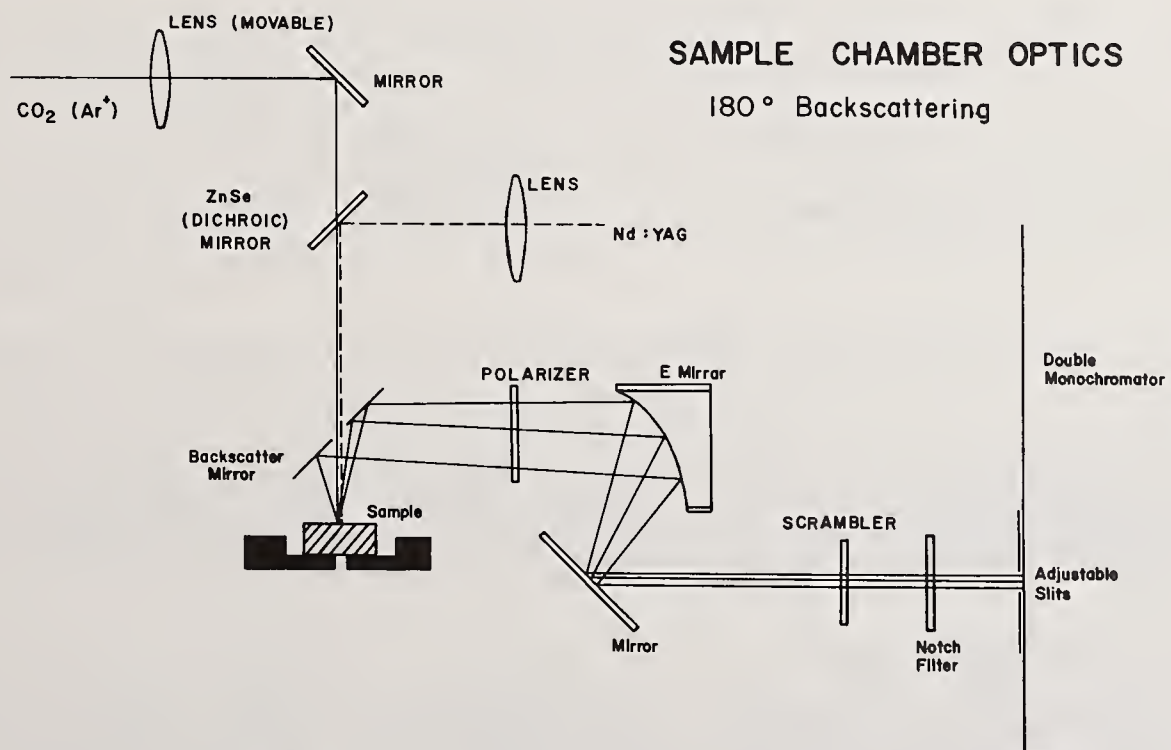 LENS (MOVABLE)
SAMPLE CHAMBER OPTICS
180° Backscattering
MIRROR
CO₂ (Ar⁺)
LENS
ZnSe
(DICHROIC)
MIRROR
Nd : YAG
Double
Monochromator
POLARIZER
E Mirrar
Backscatter
Mirror
Sample
SCRAMBLER
Adjustable
Slits
Mirror
Notch
Filter